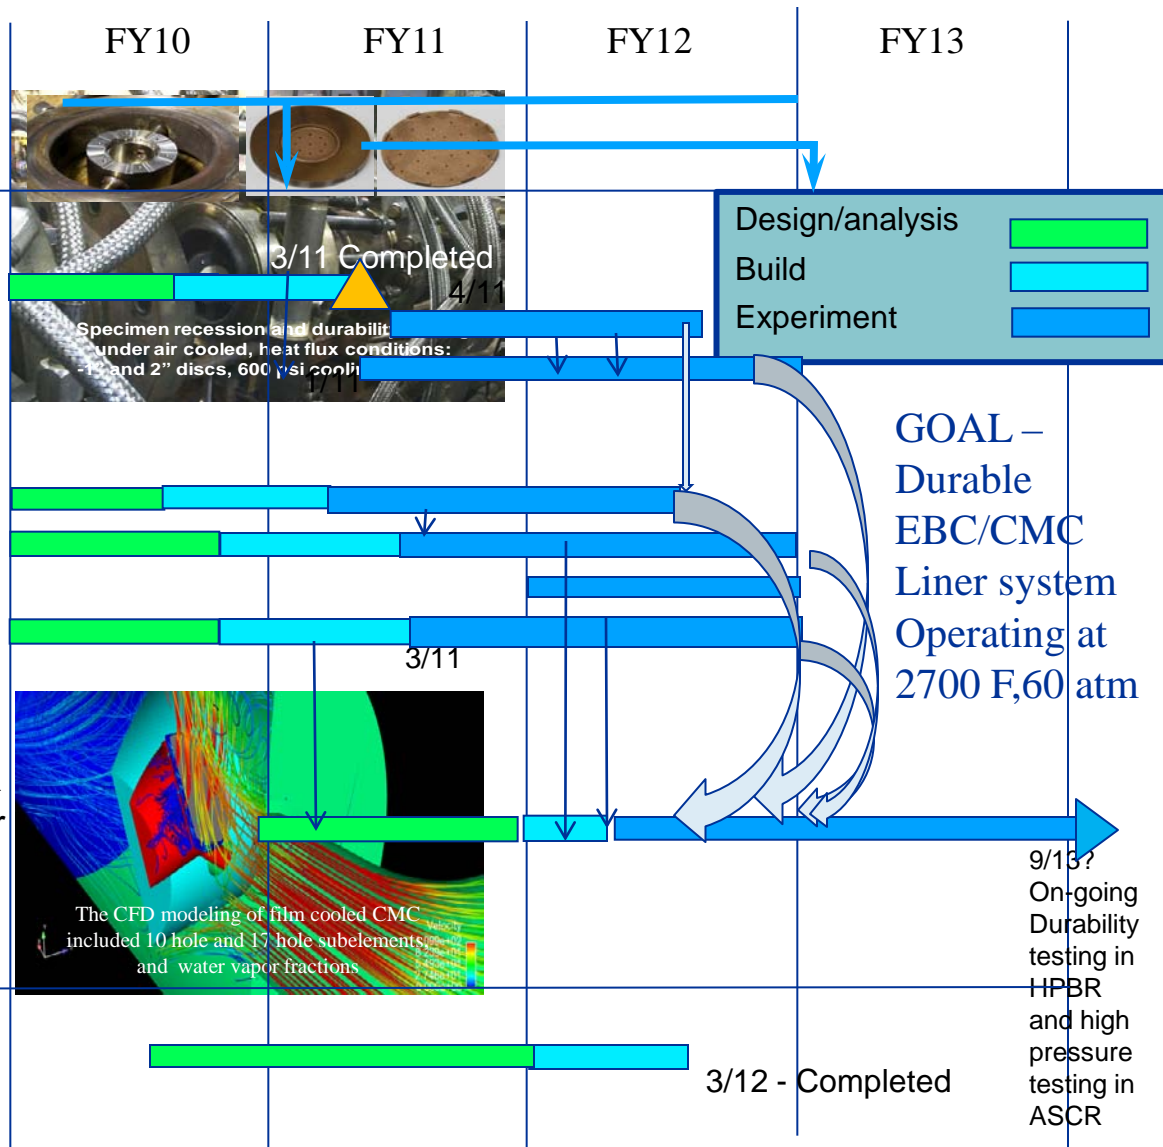 FY10
FY11
FY12
FY13
Design/analysis
Build
Experiment
3/11 Completed
4/11
Specimen recession and durability
under air cooled, heat flux conditions:
and 2” discs, 600 psi
1/11
GOAL –
Durable
EBC/CMC
Liner system
Operating at
2700 F,60 atm
3/11
r
The CFD modeling of film cooled CMC
included 10 hole and 17 hole subelements
and water vapor fractions
Velocity
9/13?
On-going
Durability
testing in
HPBR
and high
pressure
testing in
ASCR
3/12 - Completed